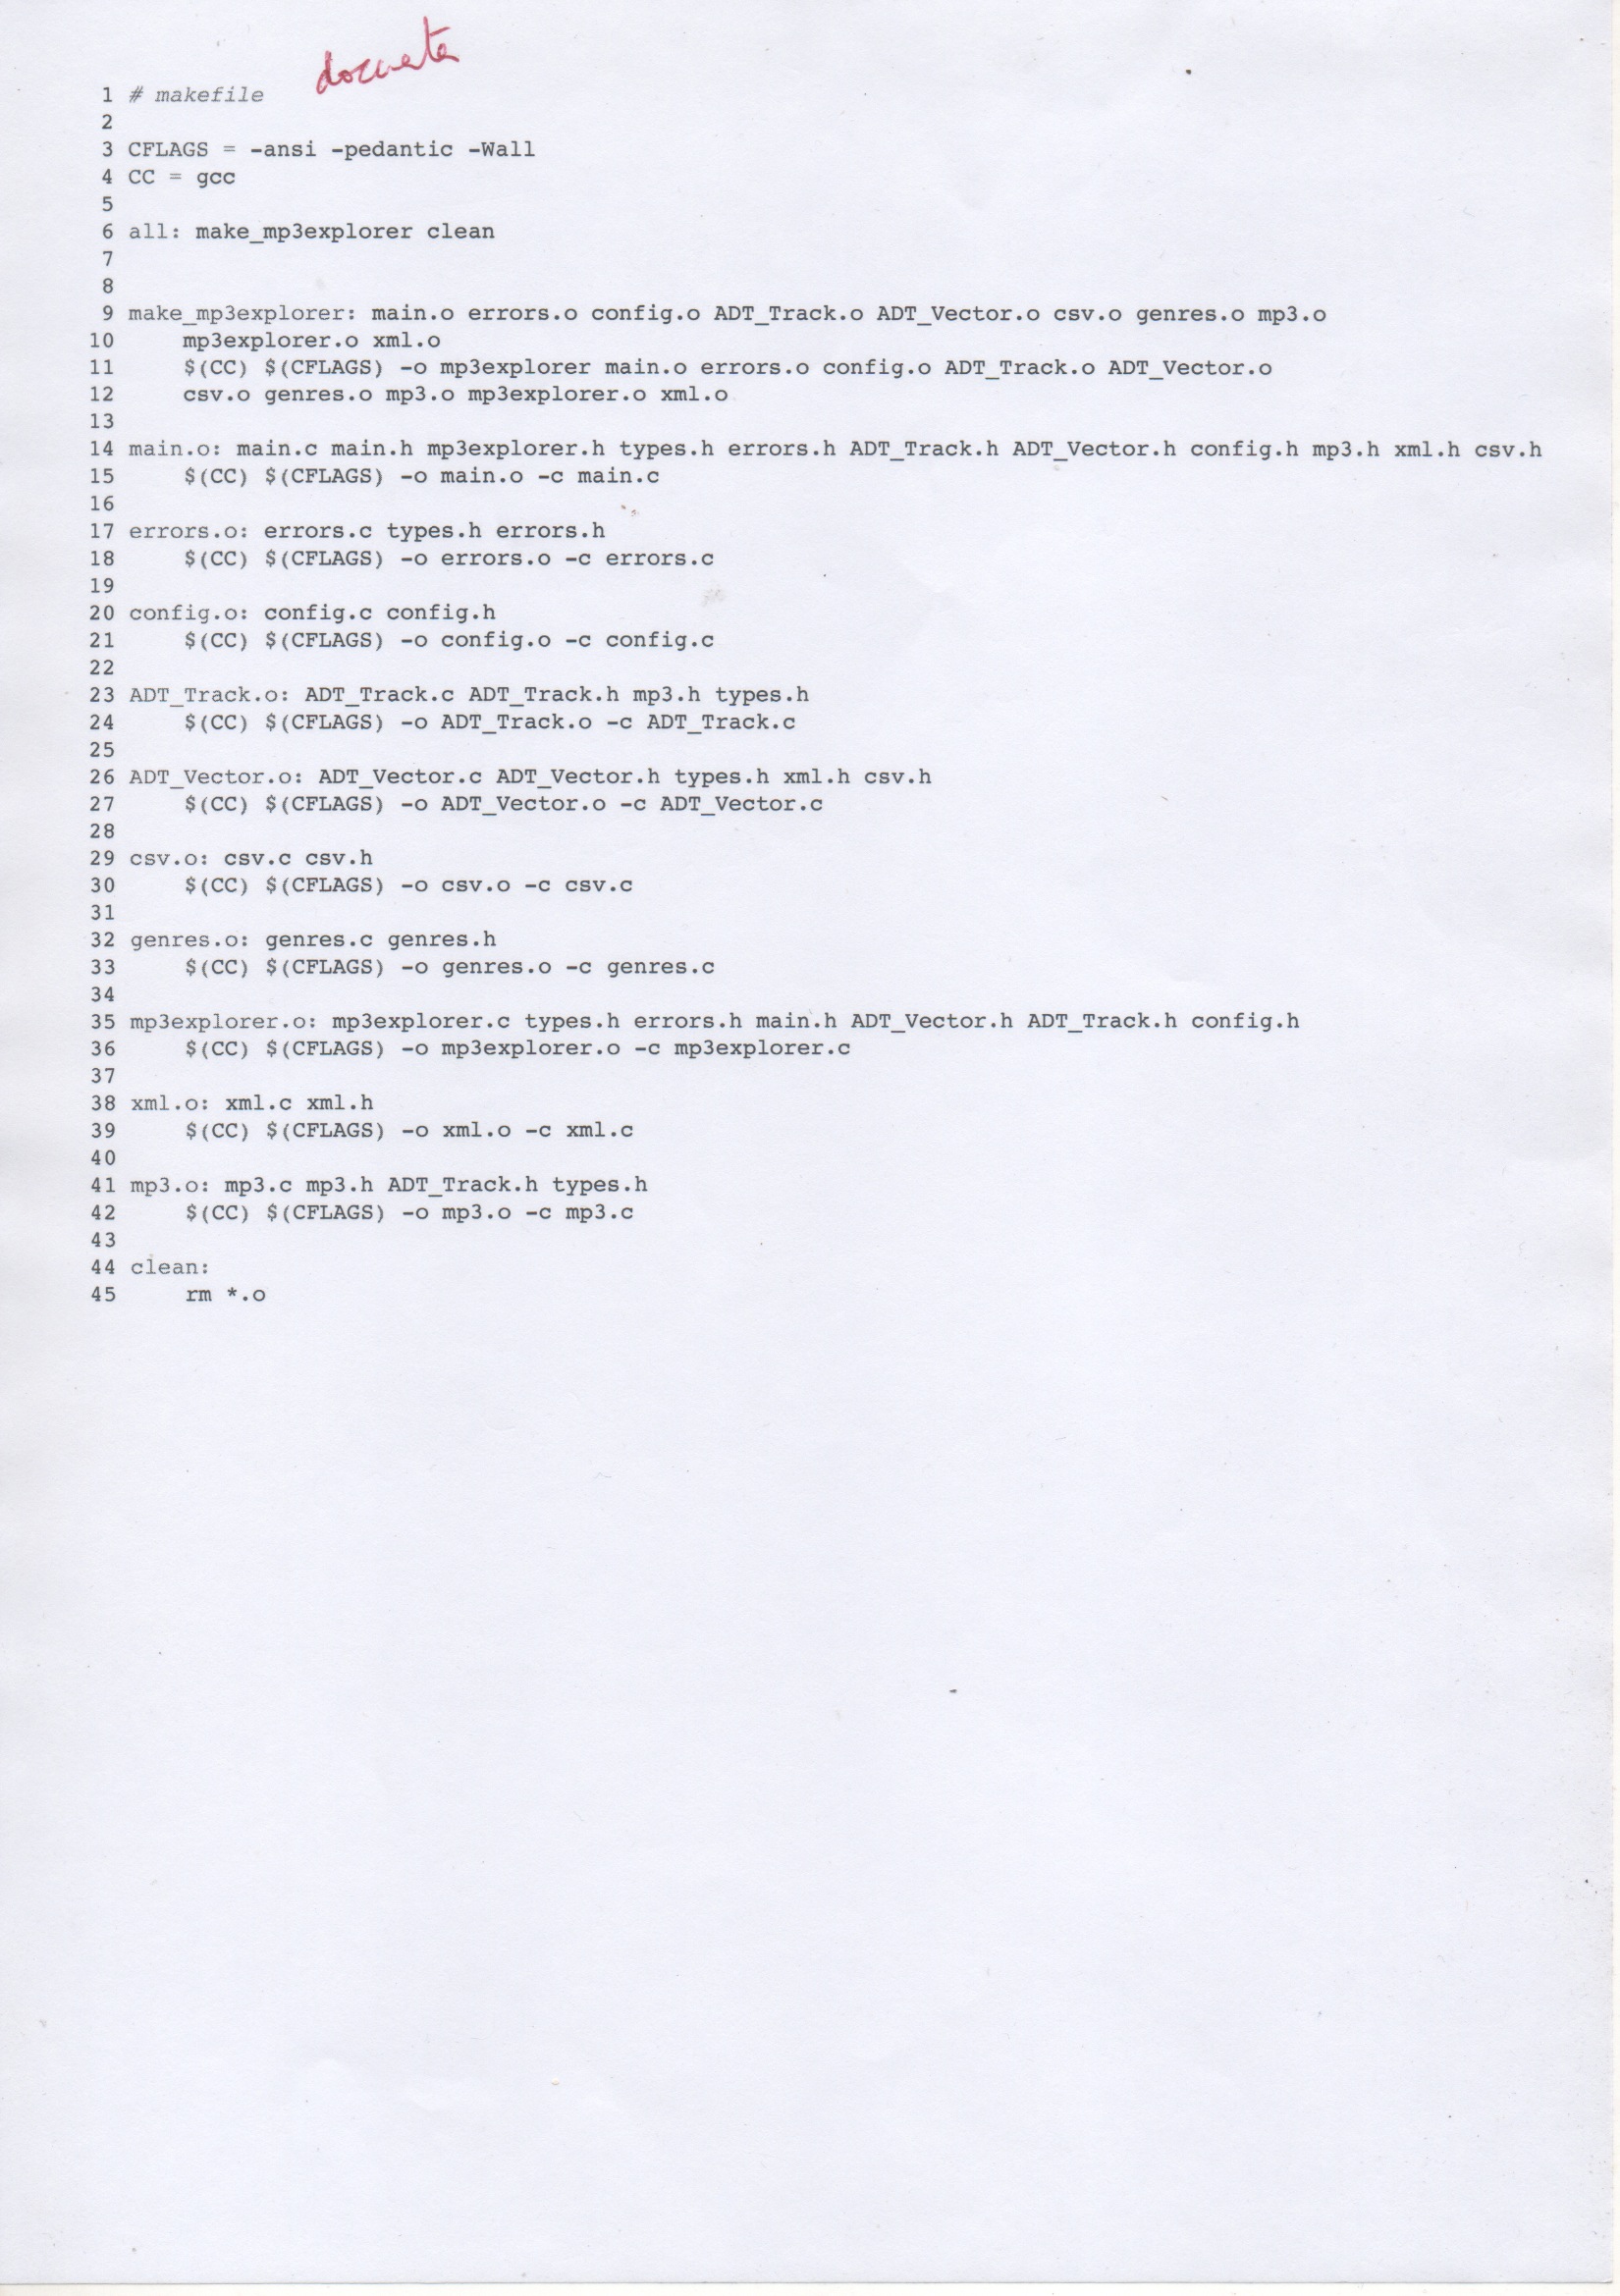 1 # makefile
2
3 CFLAGS = -ansi -pedantic -Wall
4 CC = gcc
5
6 all: make_mp3explorer clean
7
8
9 make_mp3explorer: main.o errors.o config.o ADT_Track.o ADT_Vector.o csv.o genres.o mp3.o
10 mp3explorer.o xml.o
11 $(CC) $(CFLAGS) -o mp3explorer main.o errors.o config.o ADT_Track.o ADT_Vector.o
12 csv.o genres.o mp3.o mp3explorer.o xml.o
13
14 main.o: main.c main.h mp3explorer.h types.h errors.h ADT_Track.h ADT_Vector.h config.h mp3.h xml.h csv.h
15 $(CC) $(CFLAGS) -o main.o -c main.c
16
17 errors.o: errors.c types.h errors.h
18 $(CC) $(CFLAGS) -o errors.o -c errors.c
19
20 config.o: config.c config.h
21 $(CC) $(CFLAGS) -o config.o -c config.c
22
23 ADT_Track.o: ADT_Track.c ADT_Track.h mp3.h types.h
24 $(CC) $(CFLAGS) -o ADT_Track.o -c ADT_Track.c
25
26 ADT_Vector.o: ADT_Vector.c ADT_Vector.h types.h xml.h csv.h
27 $(CC) $(CFLAGS) -o ADT_Vector.o -c ADT_Vector.c
28
29 csv.o: csv.c csv.h
30 $(CC) $(CFLAGS) -o csv.o -c csv.c
31
32 genres.o: genres.c genres.h
33 $(CC) $(CFLAGS) -o genres.o -c genres.c
34
35 mp3explorer.o: mp3explorer.c types.h errors.h main.h ADT_Vector.h ADT_Track.h config.h
36 $(CC) $(CFLAGS) -o mp3explorer.o -c mp3explorer.c
37
38 xml.o: xml.c xml.h
39 $(CC) $(CFLAGS) -o xml.o -c xml.c
40
41 mp3.o: mp3.c mp3.h ADT_Track.h types.h
42 $(CC) $(CFLAGS) -o mp3.o -c mp3.c
43
44 clean:
45 rm *.o